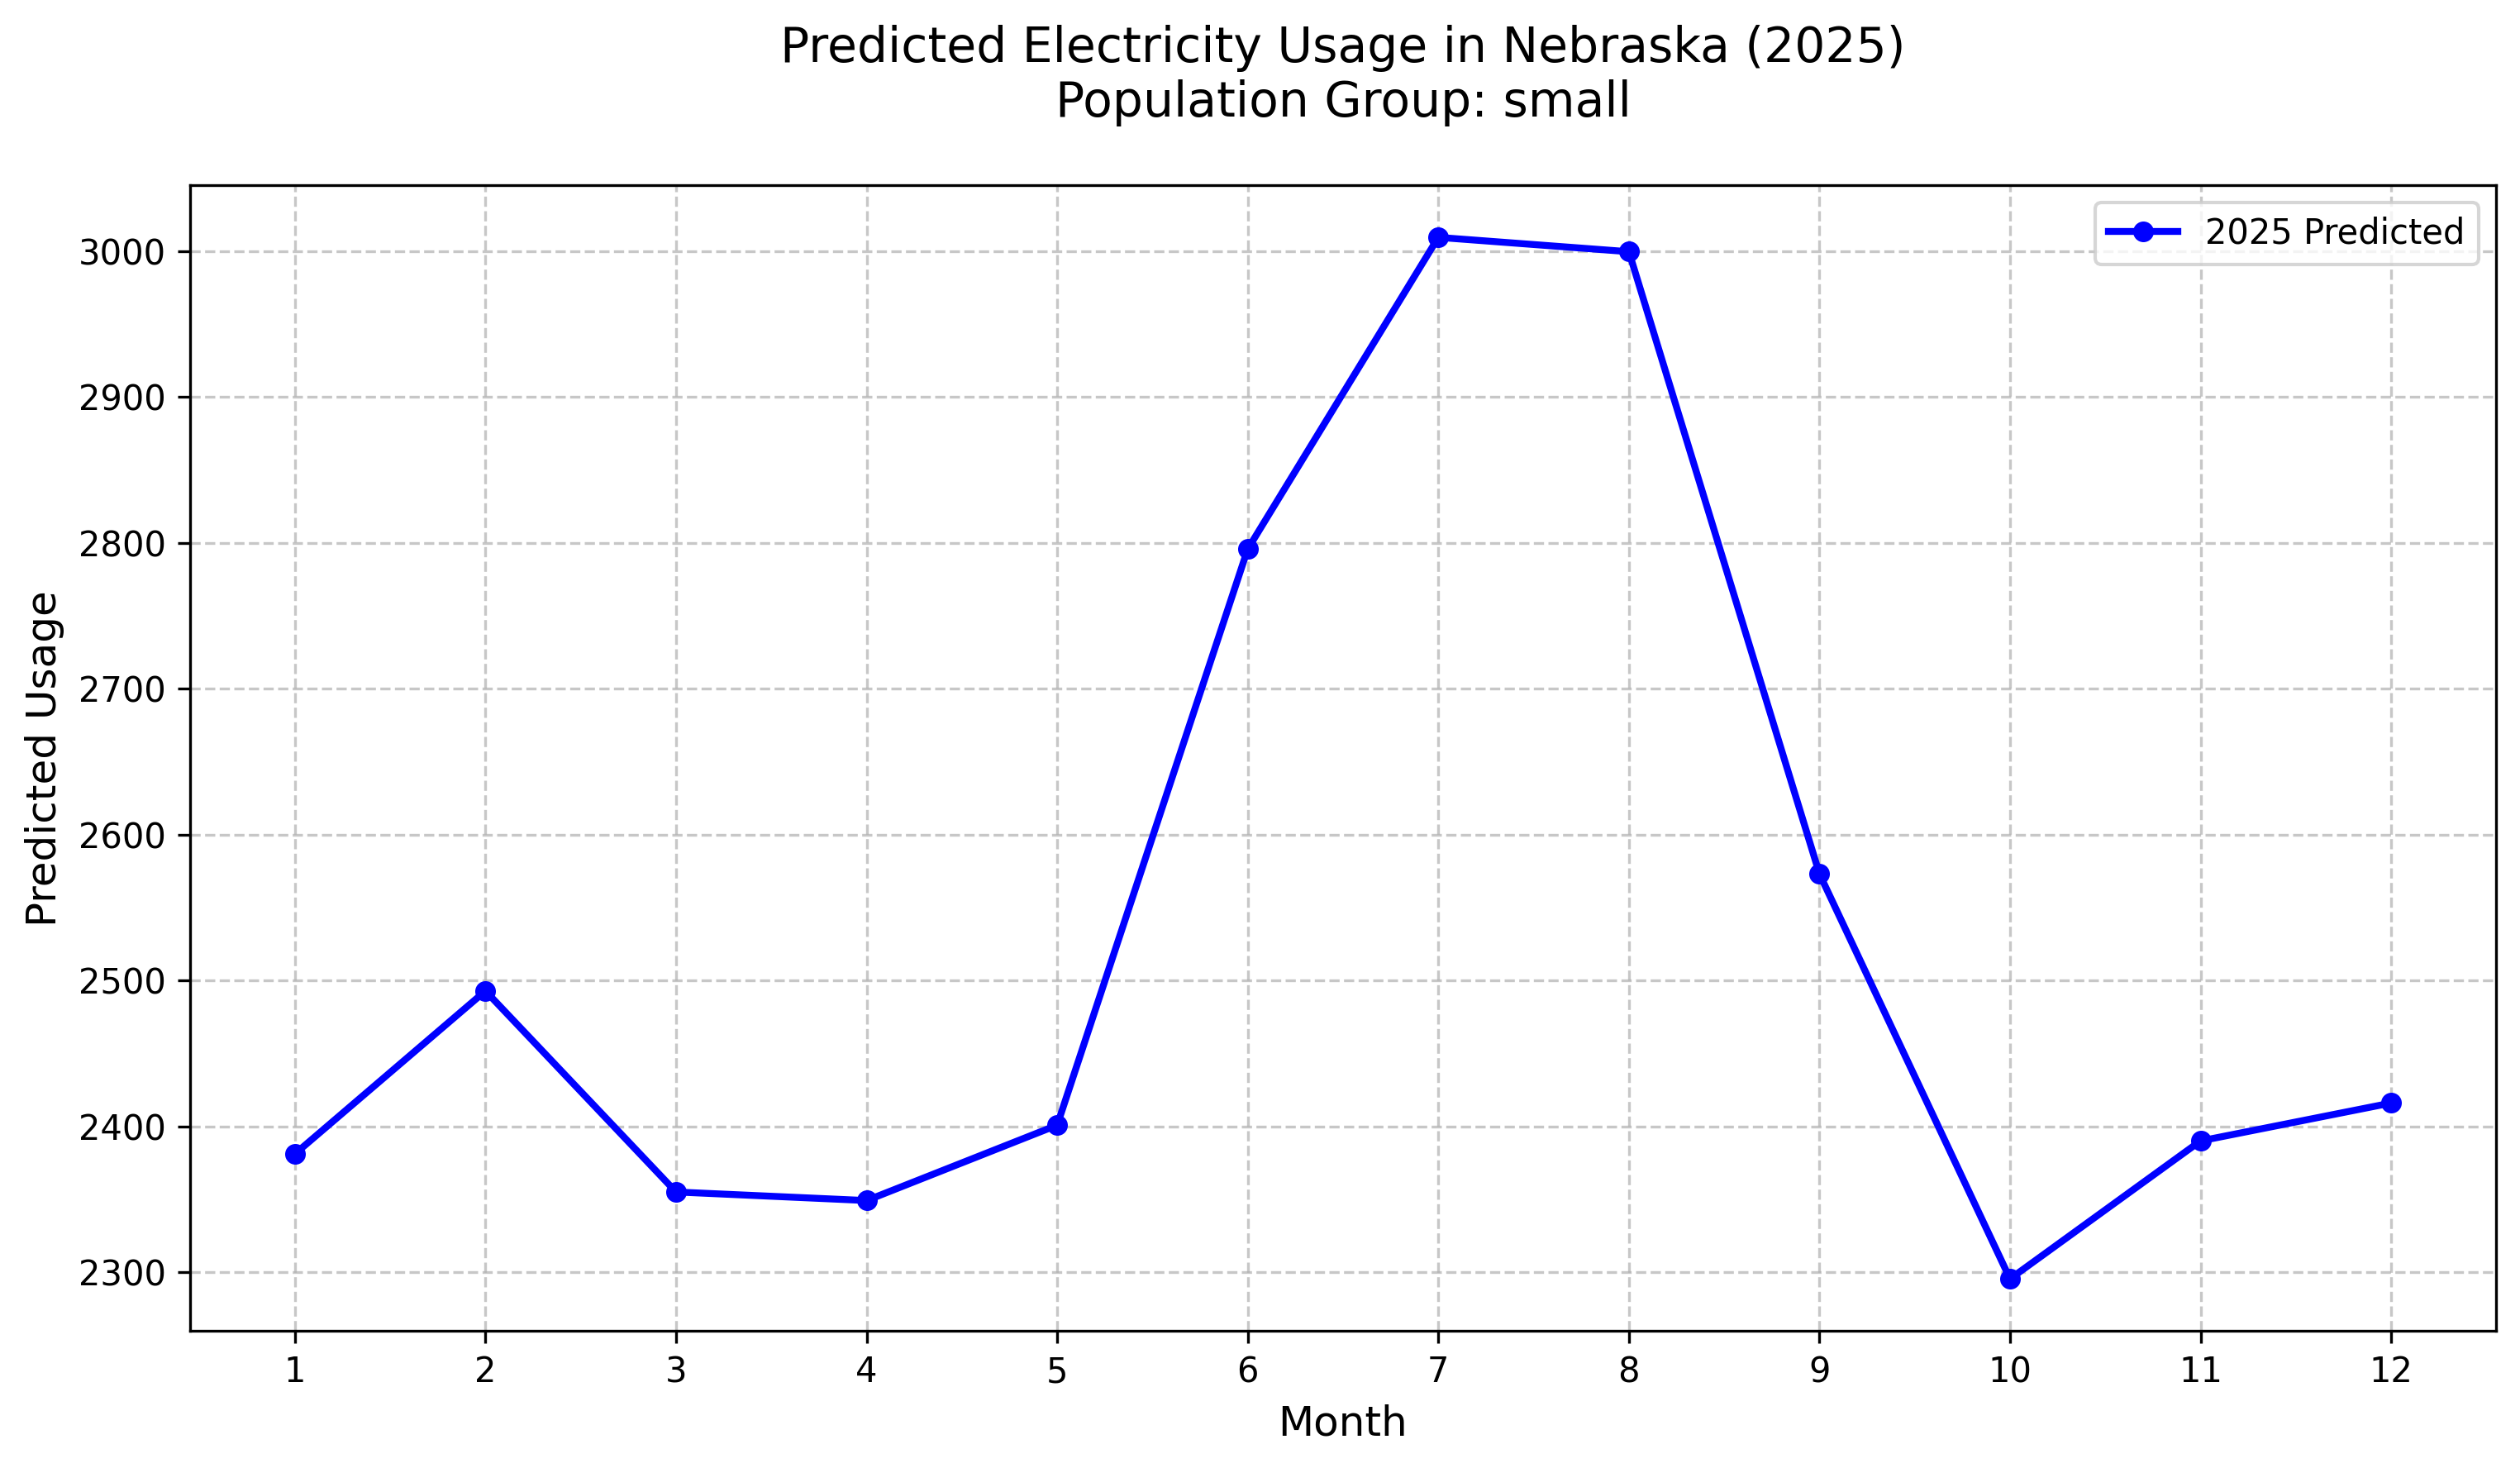 Predicted Electricity Usage in Nebraska (2025)
Population Group: small
2025 Predicted
Predicted Usage
3000
2900
2800
2700
2600
2500
2400
2300
1 2 3 4 5 6 7 8 9 10 11 12
Month